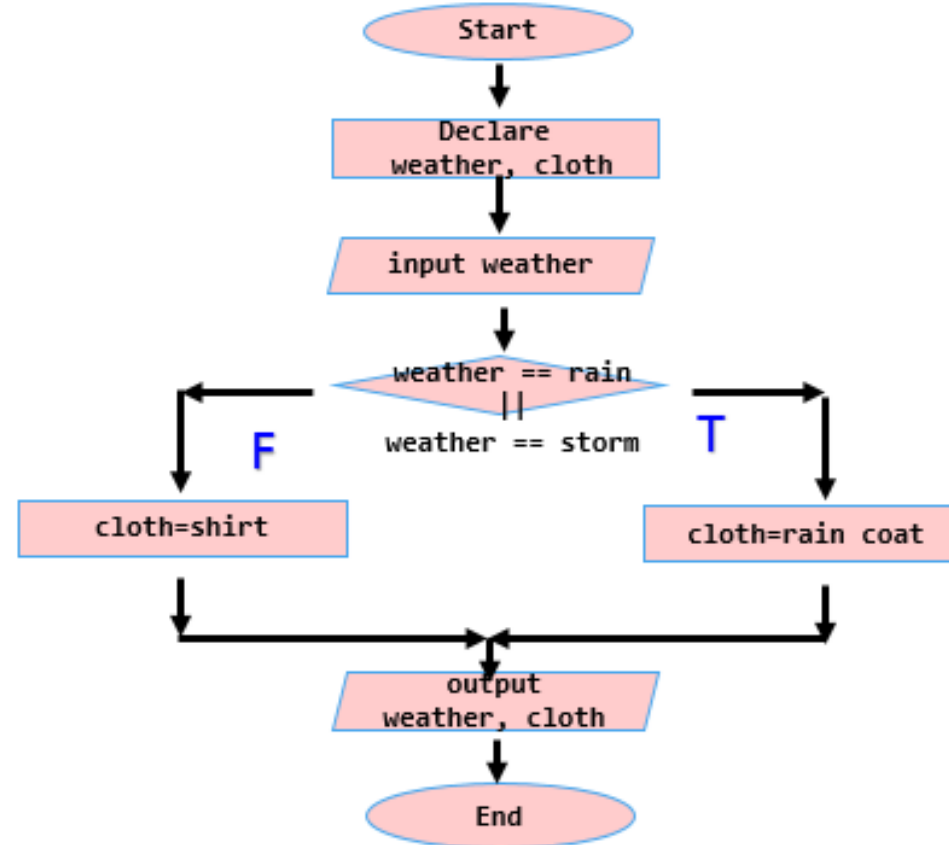 Start
Declare
weather, cloth
input weather
weather == rain
||
weather == storm
F
T
cloth=shirt
cloth=rain coat
output
weather, cloth
End